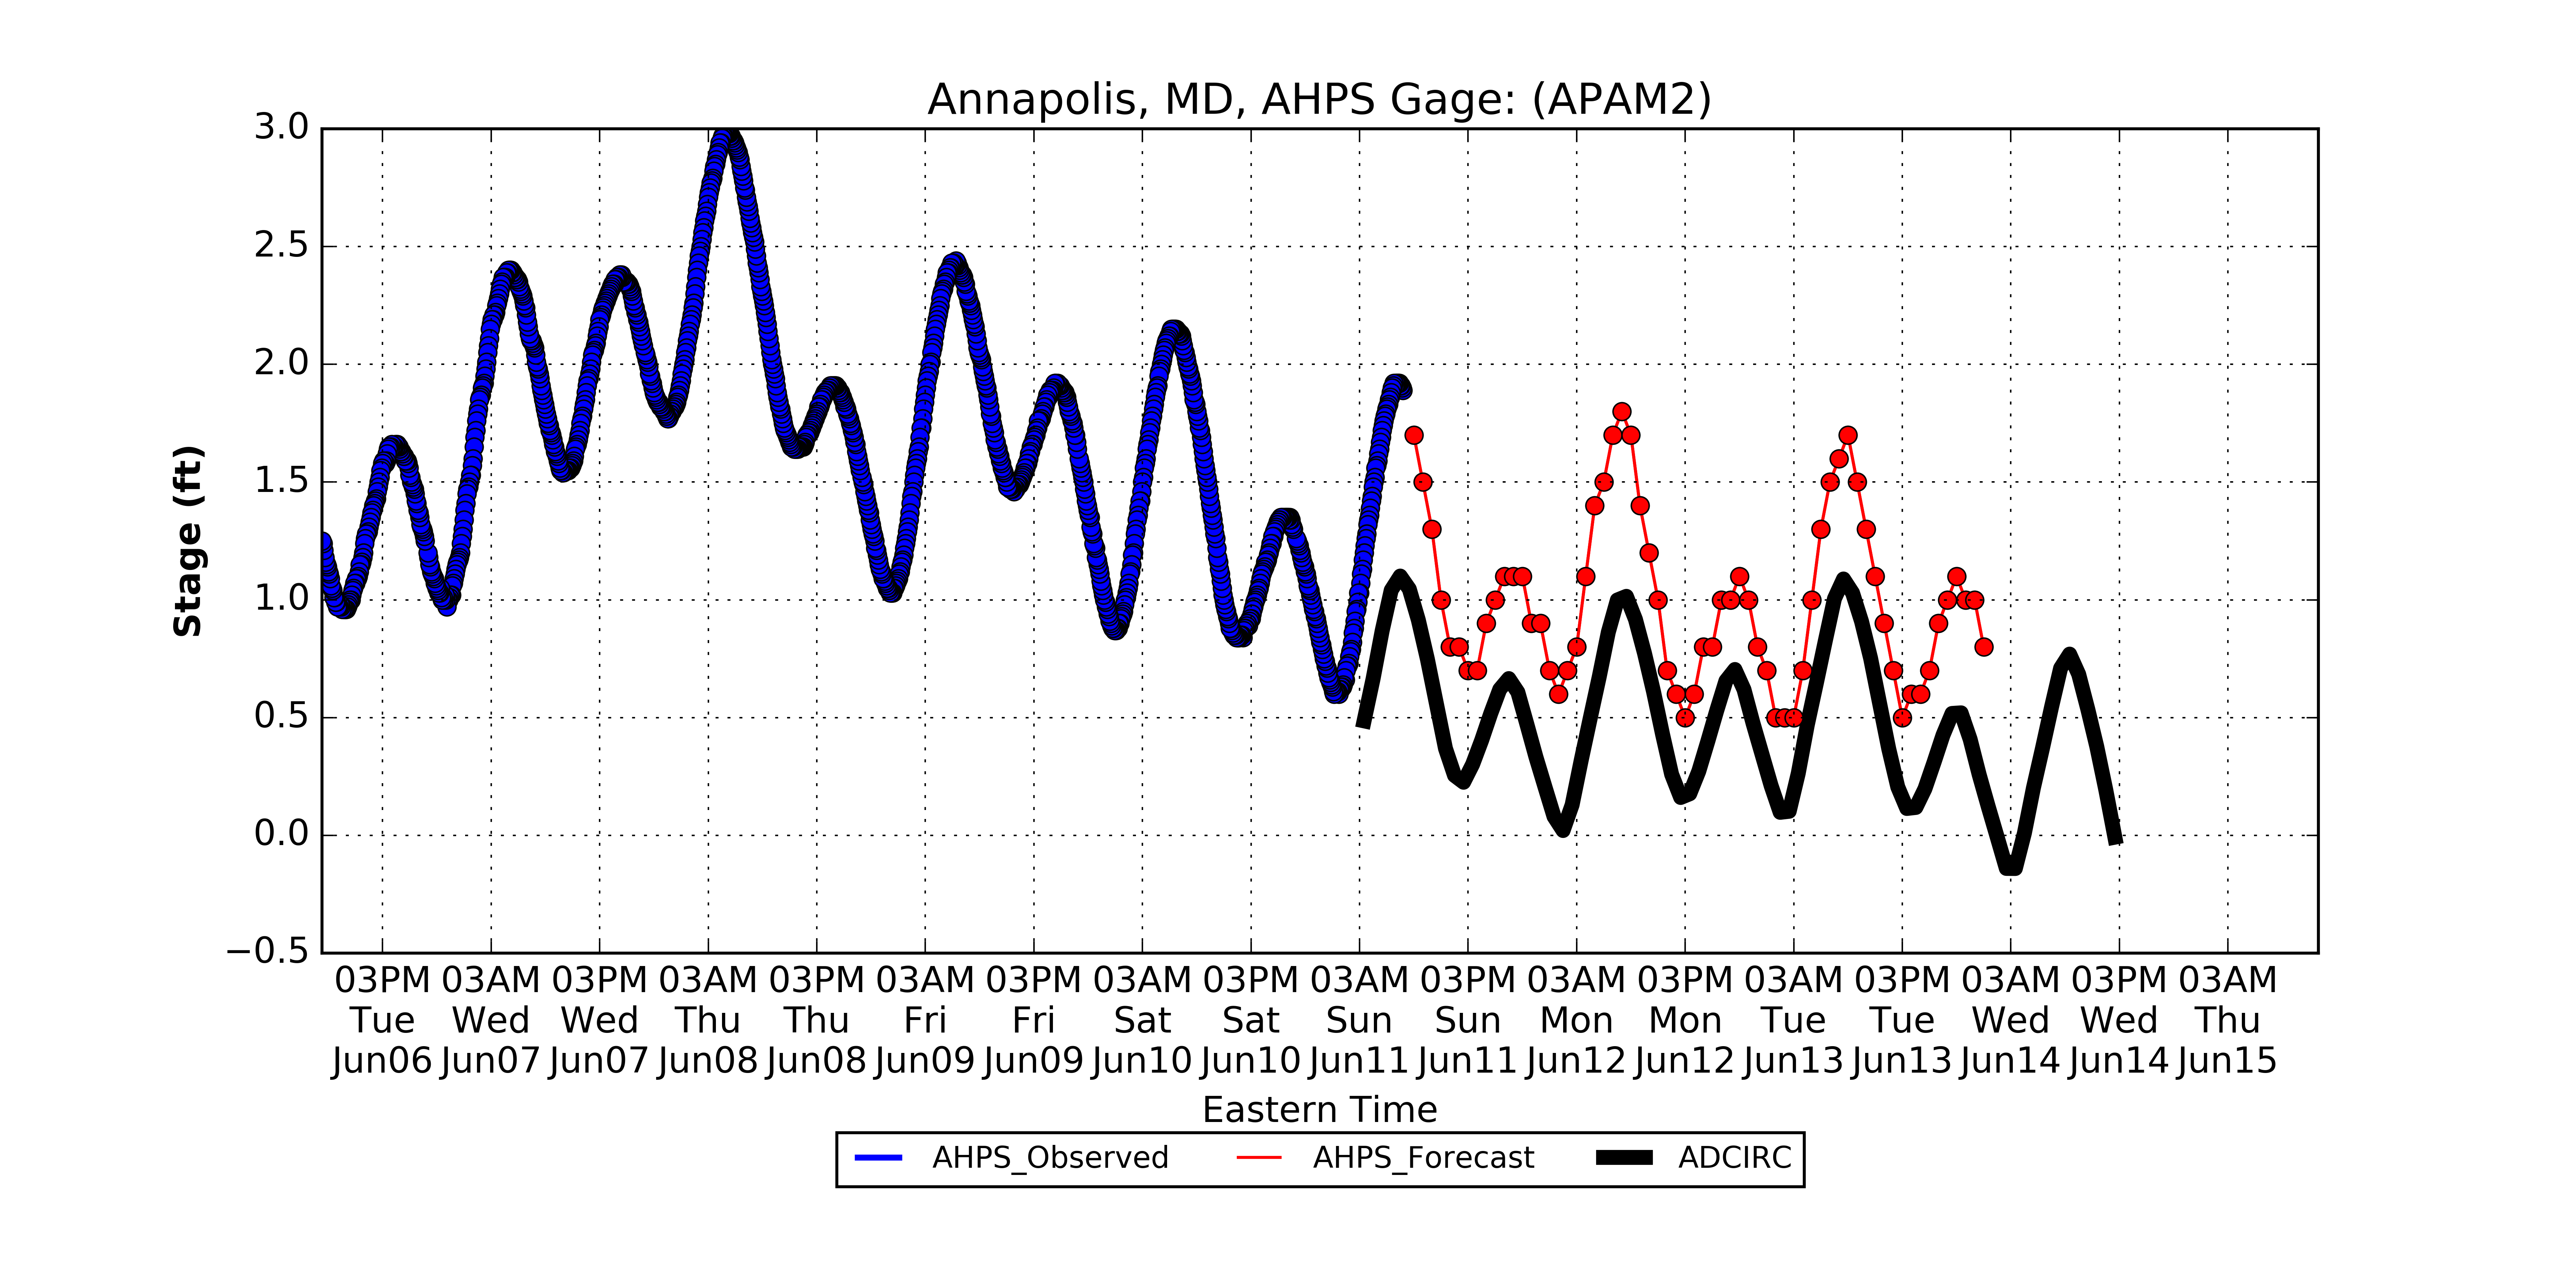 Annapolis, MD, AHPS Gage: (APAM2)
Stage (ft)
3.0
2.5
2.0
1.5
1.0
0.5
0.0
−0.5
03PM 03AM 03PM 03AM 03PM 03AM 03PM 03AM 03PM 03AM 03PM 03AM 03PM 03AM 03PM 03AM 03PM 03AM
Tue Wed Wed Thu Thu Fri Fri Sat Sat Sun Sun Mon Mon Tue Tue Wed Wed Thu
Jun06 Jun07 Jun07 Jun08 Jun08 Jun09 Jun09 Jun10 Jun10 Jun11 Jun11 Jun12 Jun12 Jun13 Jun13 Jun14 Jun14 Jun15
Eastern Time
AHPS_Observed AHPS_Forecast ADCIRC